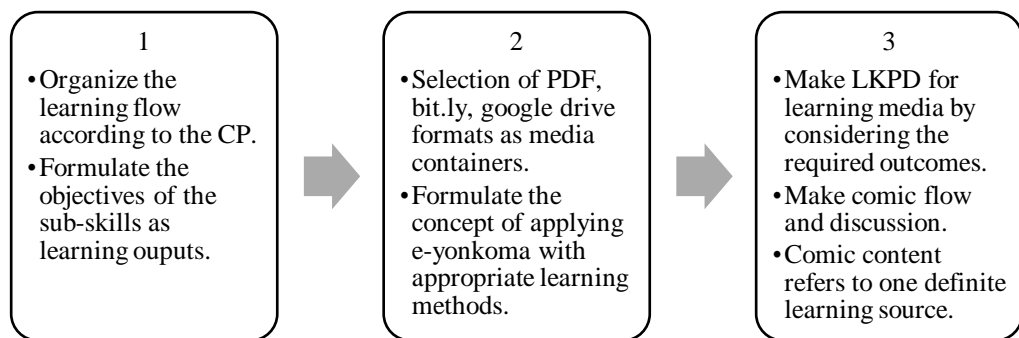 1
•Organize the
learning flow
according to the CP.
•Formulate the
objectives of the
sub-skills as
learning ouputs.
2
•Selection of PDF,
bit.ly, google drive
formats as media
containers.
•Formulate the
concept of applying
e-yonkoma with
appropriate learning
methods.
3
•Make LKPD for
learning media by
considering the
required outcomes.
•Make comic flow
and discussion.
•Comic content
refers to one definite
learning source.